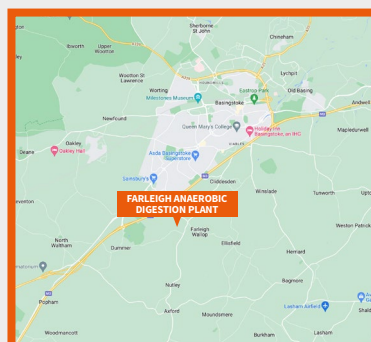 Sherborne
St John
Chineham
Ibworth
Upper
Wootton
Woolton St
Lawrence
Lychpit
Worting
Eastrop Park
Old Basing
Milestones Museum
Basingstoke
Andwell
Newfound
Queen Mary's College
Holiday Inn
Basingstoke, an IHG
Mapledurwell
Oakley
Deane
Oakley Hall
Asda Basingstoke
Superstore
Sainsbury's
Cliddesden
Winslade
Tunworth
FARLEIGH ANAEROBIC
DIGESTION PLANT
Farleigh
Wallop
Weston Patrick
North
Waltham
Dummer
Ellisfield
Herriard
Nutley
Bagmore
Popham
Lasham Airfield
Axford
Moundsmere
Woodmancott
Burkham
Lasham